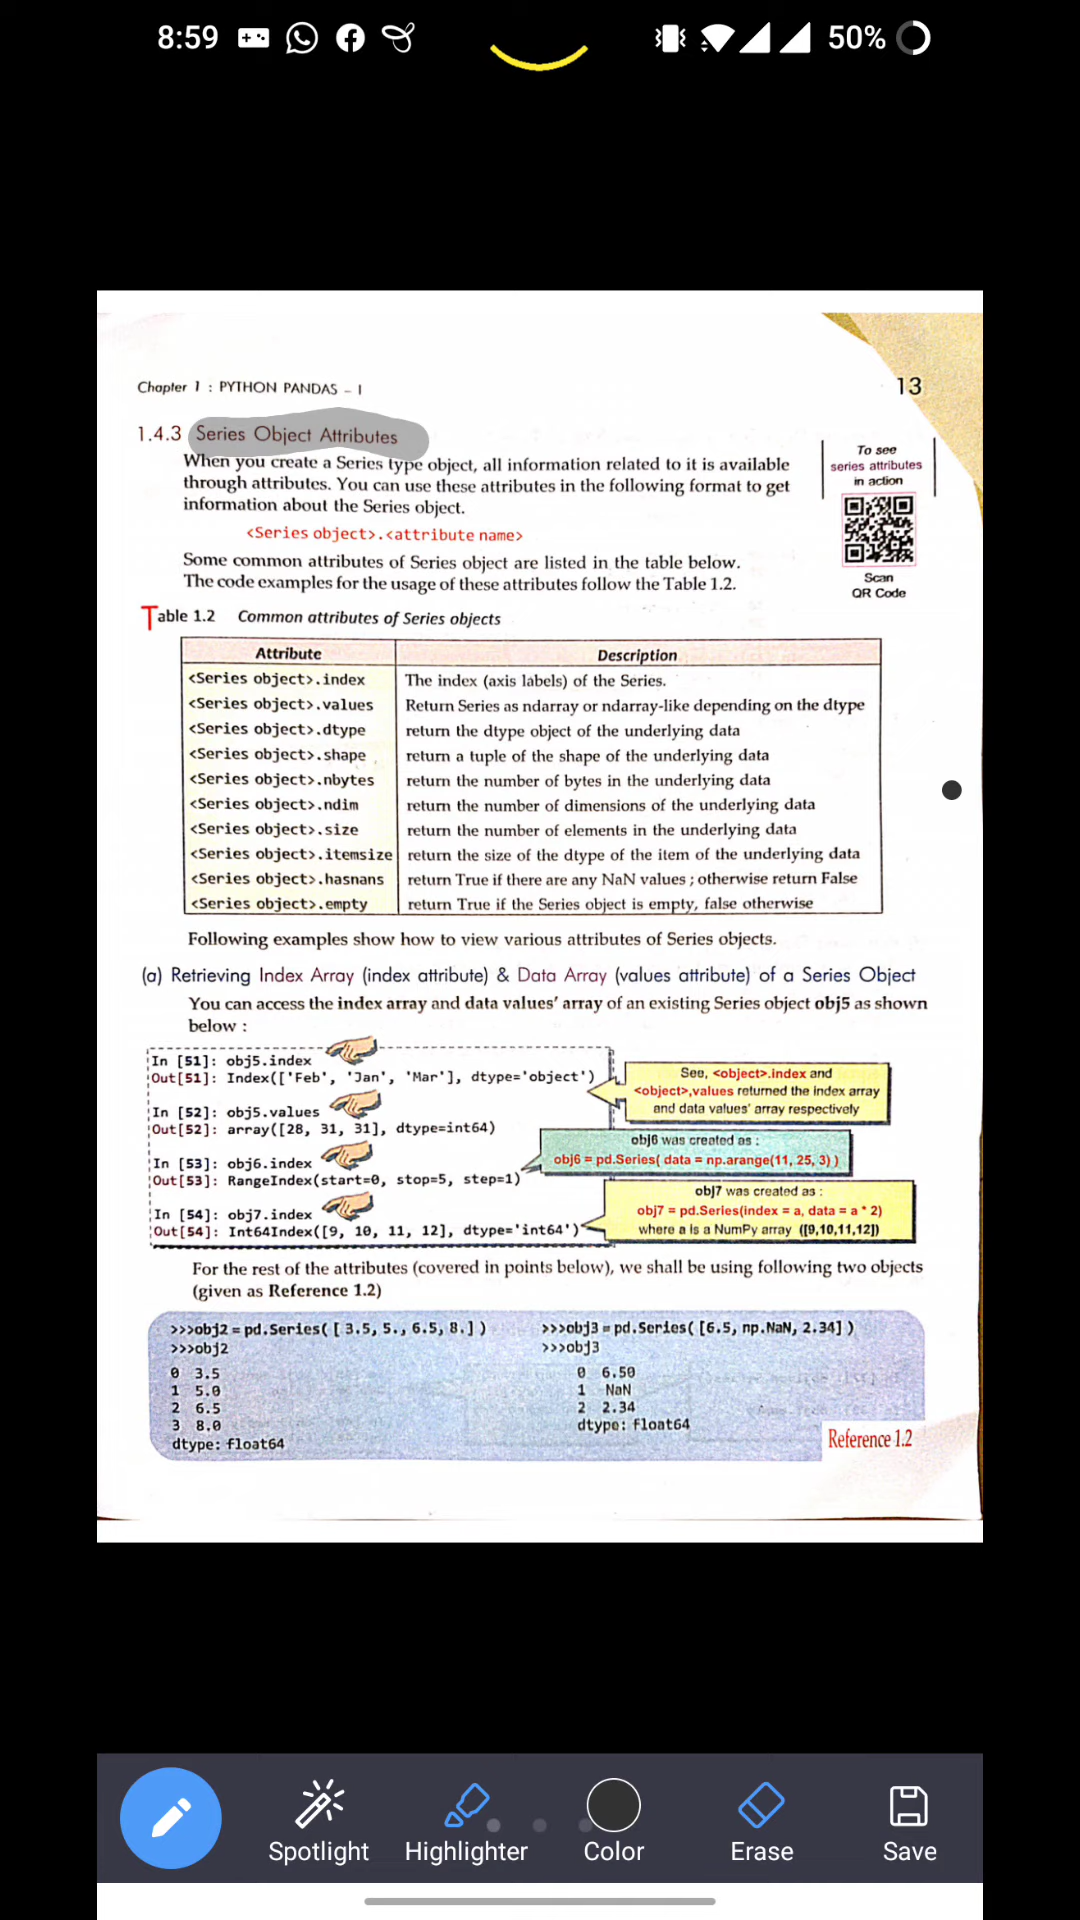 8:59
50%
Chapter 1 : PYTHON PANDAS – I
13
1.4.3 Series Object Attributes
When you create a Series type object, all information related to it is available
through attributes. You can use these attributes in the following format to get
information about the Series object.
<Series object>.<attribute name>
Some common attributes of Series object are listed in the table below.
The code examples for the usage of these attributes follow the Table 1.2.
To see
series attributes
in action
Scan
QR Code
Table 1.2 Common attributes of Series objects
Attribute Description
<Series object>.index The index (axis labels) of the Series.
<Series object>.values Return Series as ndarray or ndarray-like depending on the dtype
<Series object>.dtype return the dtype object of the underlying data
<Series object>.shape return a tuple of the shape of the underlying data
<Series object>.nbytes return the number of bytes in the underlying data
<Series object>.ndim return the number of dimensions of the underlying data
<Series object>.size return the number of elements in the underlying data
<Series object>.itemsize return the size of the dtype of the item of the underlying data
<Series object>.hasnans return True if there are any NaN values ; otherwise return False
<Series object>.empty return True if the Series object is empty, false otherwise
Following examples show how to view various attributes of Series objects.
(a) Retrieving Index Array (index attribute) & Data Array (values attribute) of a Series Object
You can access the index array and data values' array of an existing Series object obj5 as shown
below :
In [51]: obj5.index
Out[51]: Index(['Feb', 'Jan', 'Mar'], dtype='object')
In [52]: obj5.values
Out[52]: array([28, 31, 31], dtype=int64)
In [53]: obj6.index
Out[53]: RangeIndex(start=0, stop=5, step=1)
In [54]: obj7.index
Out[54]: Int64Index([9, 10, 11, 12], dtype='int64')
See, <object>.index and
<object>,values returned the index array
and data values' array respectively
obj6 was created as :
obj6 = pd.Series( data = np.arange(11, 25, 3) )
obj7 was created as :
obj7 = pd.Series(index = a, data = a * 2)
where a is a NumPy array ([9,10,11,12])
For the rest of the attributes (covered in points below), we shall be using following two objects
(given as Reference 1.2)
>>>obj2 = pd.Series( [ 3.5, 5., 6.5, 8.] )
>>>obj2
0 3.5
1 5.0
2 6.5
3 8.0
dtype: float64
>>>obj3 = pd.Series( [6.5, np.NaN, 2.34] )
>>>obj3
0 6.50
1 NaN
2 2.34
dtype: float64
Reference 1.2
Spotlight
Highlighter
Color
Erase
Save